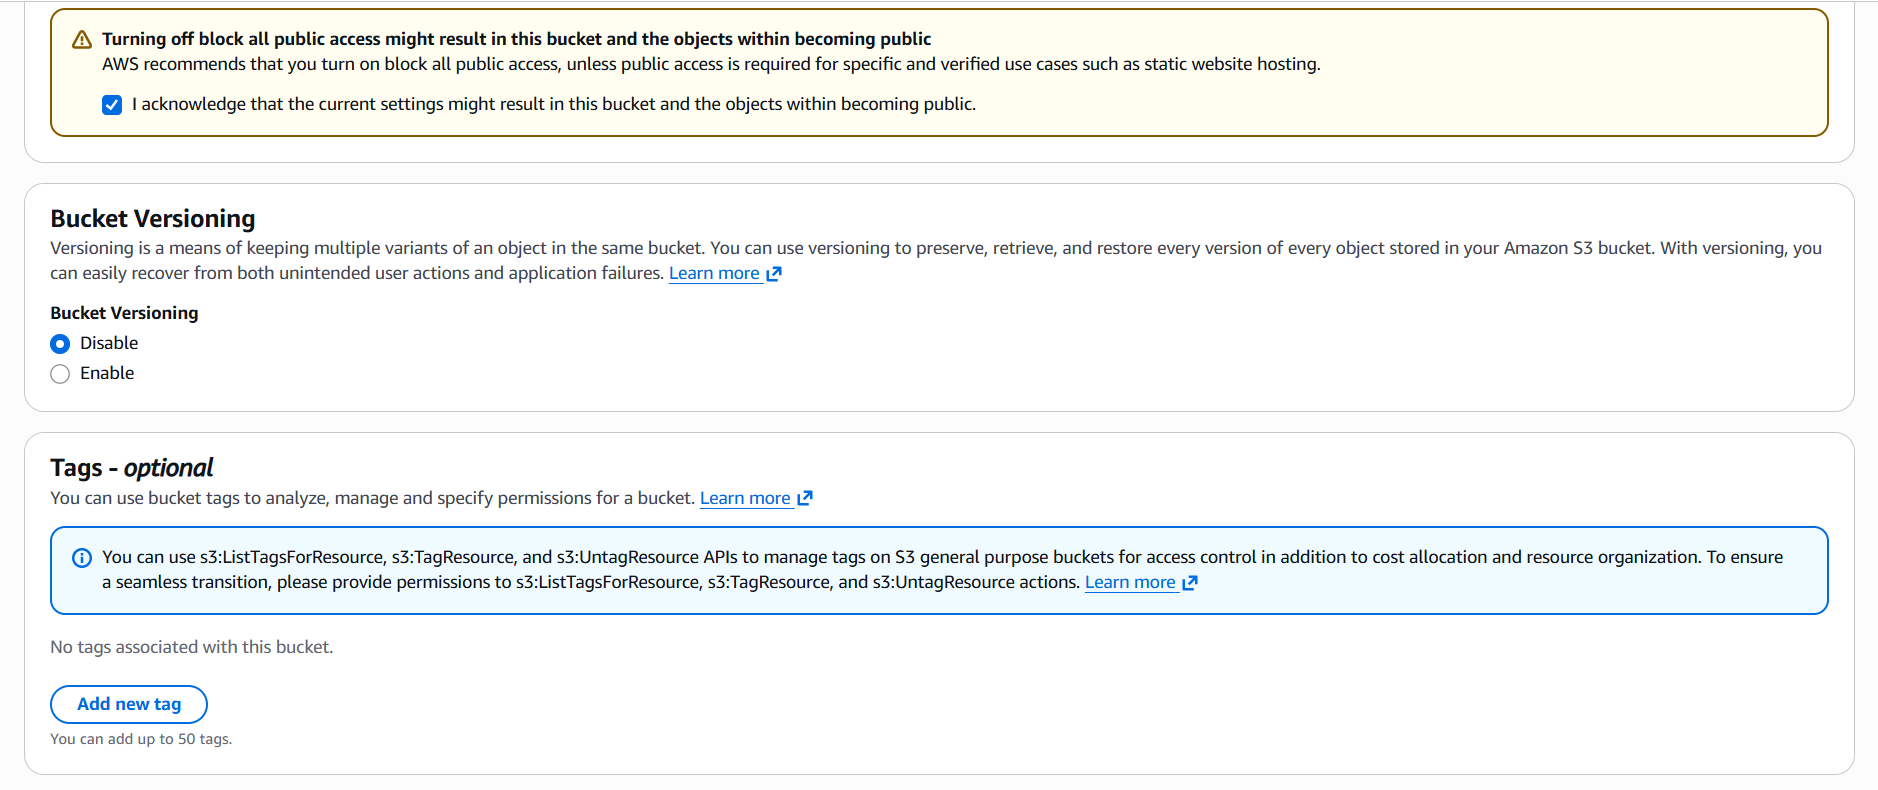 Turning off block all public access might result in this bucket and the objects within becoming public
AWS recommends that you turn on block all public access, unless public access is required for specific and verified use cases such as static website hosting.
I acknowledge that the current settings might result in this bucket and the objects within becoming public.
Bucket Versioning
Versioning is a means of keeping multiple variants of an object in the same bucket. You can use versioning to preserve, retrieve, and restore every version of every object stored in your Amazon S3 bucket. With versioning, you
can easily recover from both unintended user actions and application failures. Learn more
Bucket Versioning
Disable
Enable
Tags - optional
You can use bucket tags to analyze, manage and specify permissions for a bucket. Learn more
You can use s3:ListTagsForResource, s3:TagResource, and s3:UntagResource APIs to manage tags on S3 general purpose buckets for access control in addition to cost allocation and resource organization. To ensure
a seamless transition, please provide permissions to s3:ListTagsForResource, s3:TagResource, and s3:UntagResource actions. Learn more
No tags associated with this bucket.
Add new tag
You can add up to 50 tags.